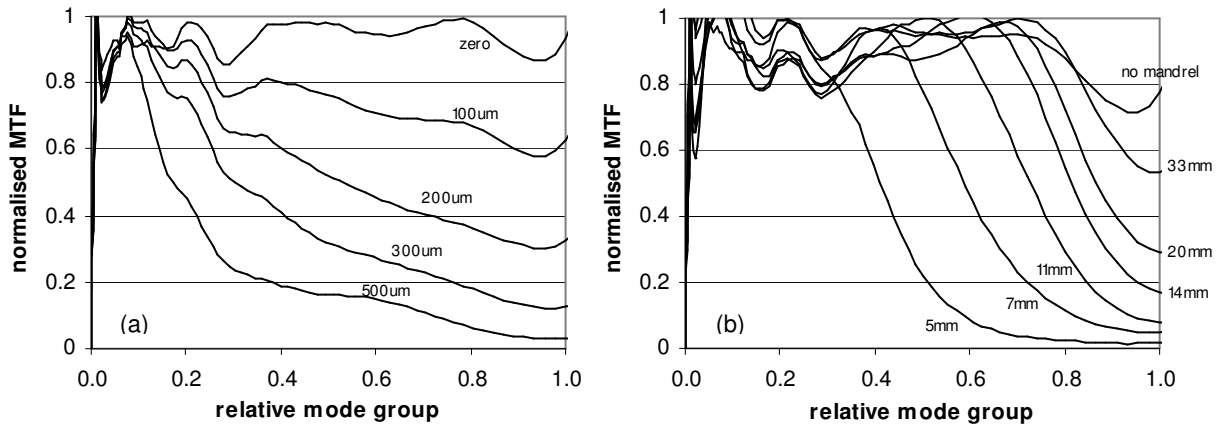 1
0.8
0.6
0.4
0.2
0
normalised MTF
zero
100um
200um
300um
500um
(a)
0.0 0.2 0.4 0.6 0.8 1.0
relative mode group
1
0.8
0.6
0.4
0.2
0
normalised MTF
no mandrel
33mm
20mm
14mm
11mm
7mm
5mm
(b)
0.0 0.2 0.4 0.6 0.8 1.0
relative mode group